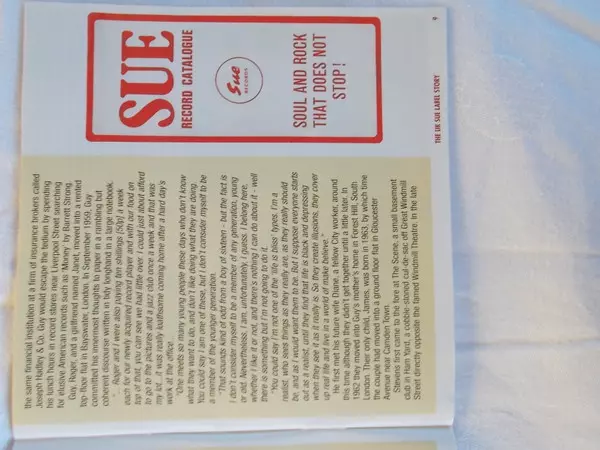 the same financial institution at a firm of insurance brokers called
Joseph Hadley & Co. Guy would escape the tedium by spending
his lunch hours in record stores near Liverpool Street searching
for elusive American records such as 'Money' by Barrett Strong.
Guy, Roger, and a girlfriend named Janet, moved into a rented
top-floor flat in Bayswater, London. In September 1959, Guy
committed his innermost thoughts to paper in a rambling but
coherent discourse written in tidy longhand in a large notebook.
"... Roger and I were also paying ten shillings [50p] a week
each for our newly acquired record player and with our food on
top of that, you can see we had little over. I could just about afford
to go to the pictures and a jazz club once a week and that was
my lot... It was really loathsome coming home after a hard day's
work at the office.
"One meets so many young people these days who don't know
what they want to do, and don't like doing what they are doing.
You could say I am one of those, but I don't consider myself to be
a member of the younger generation.
"That sounds kind of odd from a boy of sixteen - but the fact is
I don't consider myself to be a member of any generation, young
or old. Nevertheless, I am, unfortunately I guess. I belong here,
whether I like it or not, and there's nothing I can do about it - well
there is something but I'm not going to do it.
"You could say I'm not one of the 'life is bliss' types. I'm a
realist, who sees things as they really are, as they really should
be, and as I would want them to be. But I suppose everyone starts
out as a realist, until they find that life is black and depressing
when they see it as it really is. So they create illusions, they cover
up real life and live in a world of make believe."
He first met his future wife, Diane, a fellow City worker, around
this time although they didn't get together until a little later. In
1962 they moved into Guy's mother's home in Forest Hill, South
London. Their only child, James, was born in 1963 by which time
the couple had moved into a ground floor flat in Gloucester
Avenue near Camden Town.
Stevens first came to the fore at The Scene, a small basement
club in Ham Yard, a cobble-stoned cul-de-sac off Great Windmill
Street directly opposite the famed Windmill Theatre. In the late
SUE
RECORD CATALOGUE
Sue
RECORDS
SOUL AND ROCK
THAT DOES NOT
STOP!
THE UK SUE LABEL STORY